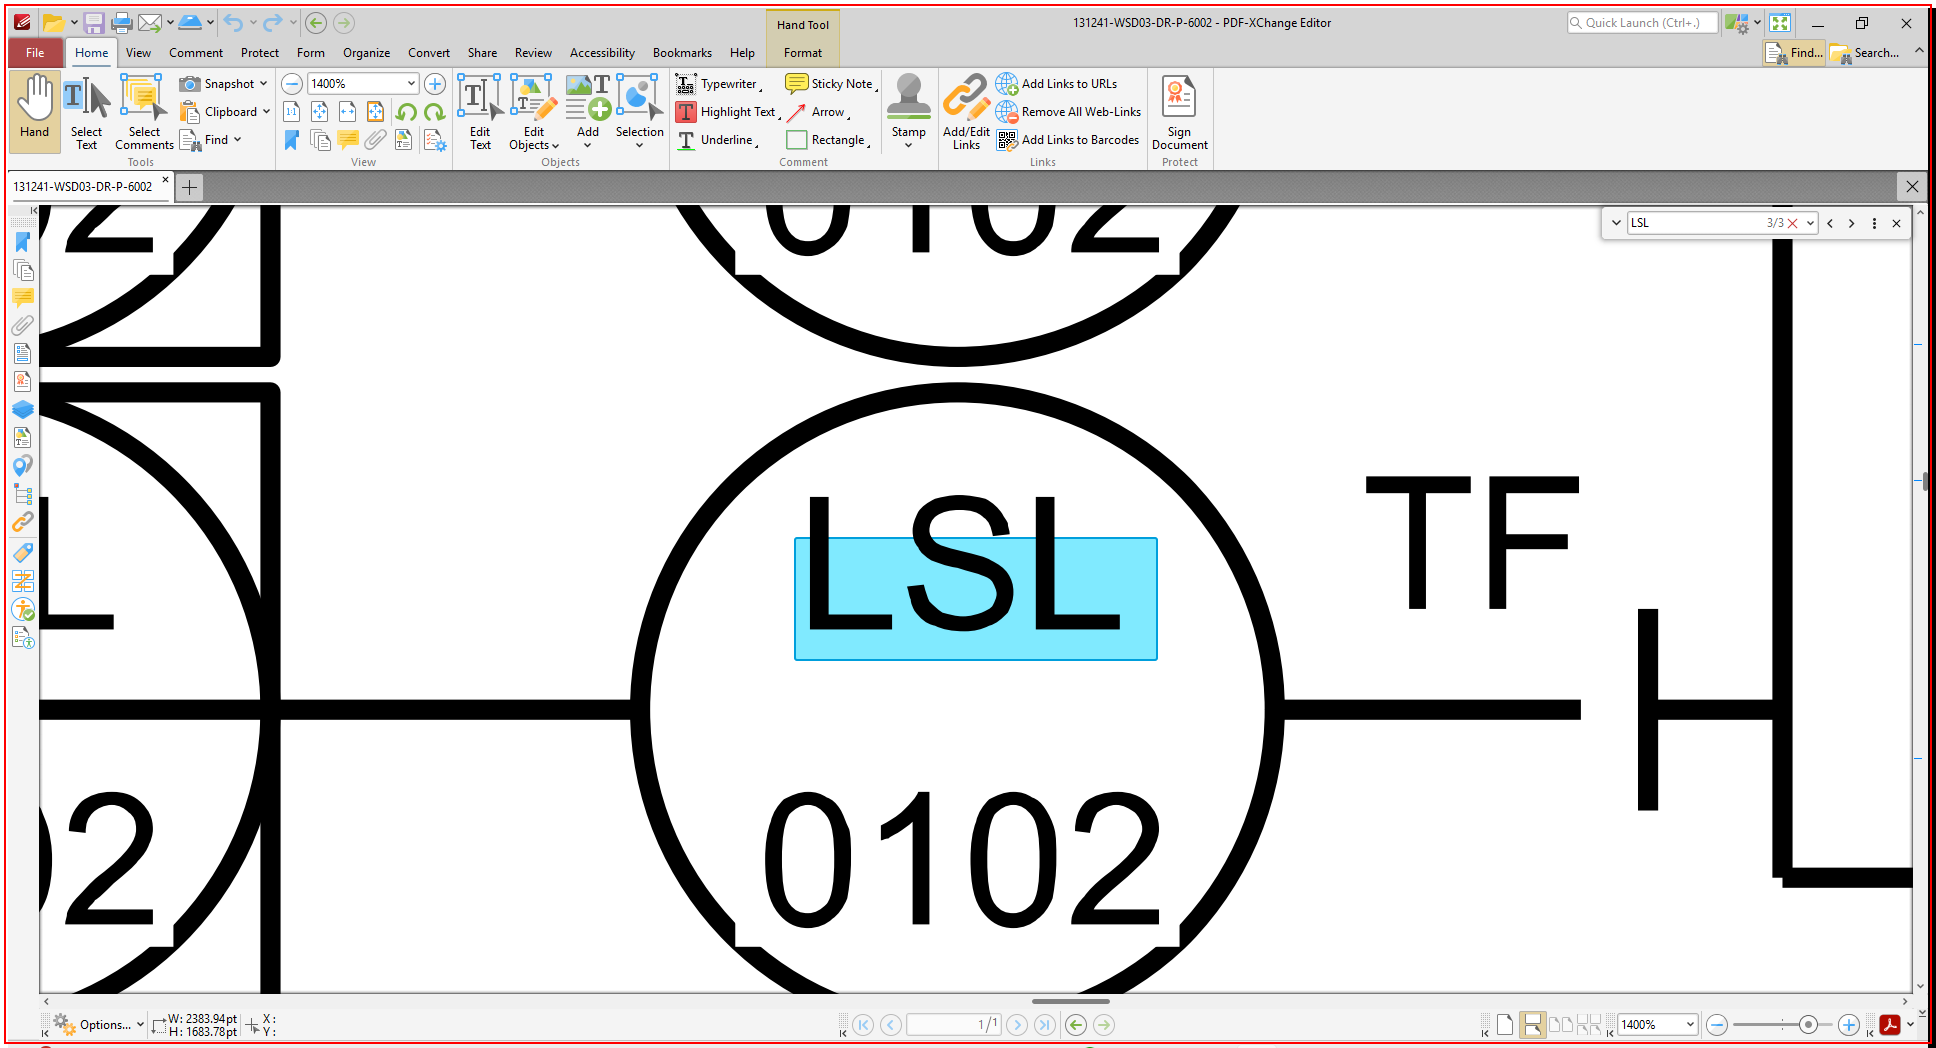 Hand Tool
131241-WSD03-DR-P-6002 - PDF-XChange Editor
Quick Launch (Ctrl+.)
File Home View Comment Protect Form Organize Convert Share Review Accessibility Bookmarks Help Format
Find... Search...
Hand
Select Text
Select Comments
Snapshot
Clipboard
Find
Tools
1400%
1:1
View
Edit Text
Edit Objects
Add
Selection
Objects
Typewriter
Highlight Text
Underline
Sticky Note
Arrow
Rectangle
Comment
Stamp
Add/Edit Links
Add Links to URLs
Remove All Web-Links
Add Links to Barcodes
Links
Sign Document
Protect
131241-WSD03-DR-P-6002
LSL 3/3
2
0102
LSL
TF
L
0102
02
Options...
W: 2383.94pt
H: 1683.78pt
X:
Y:
1/1
1400%